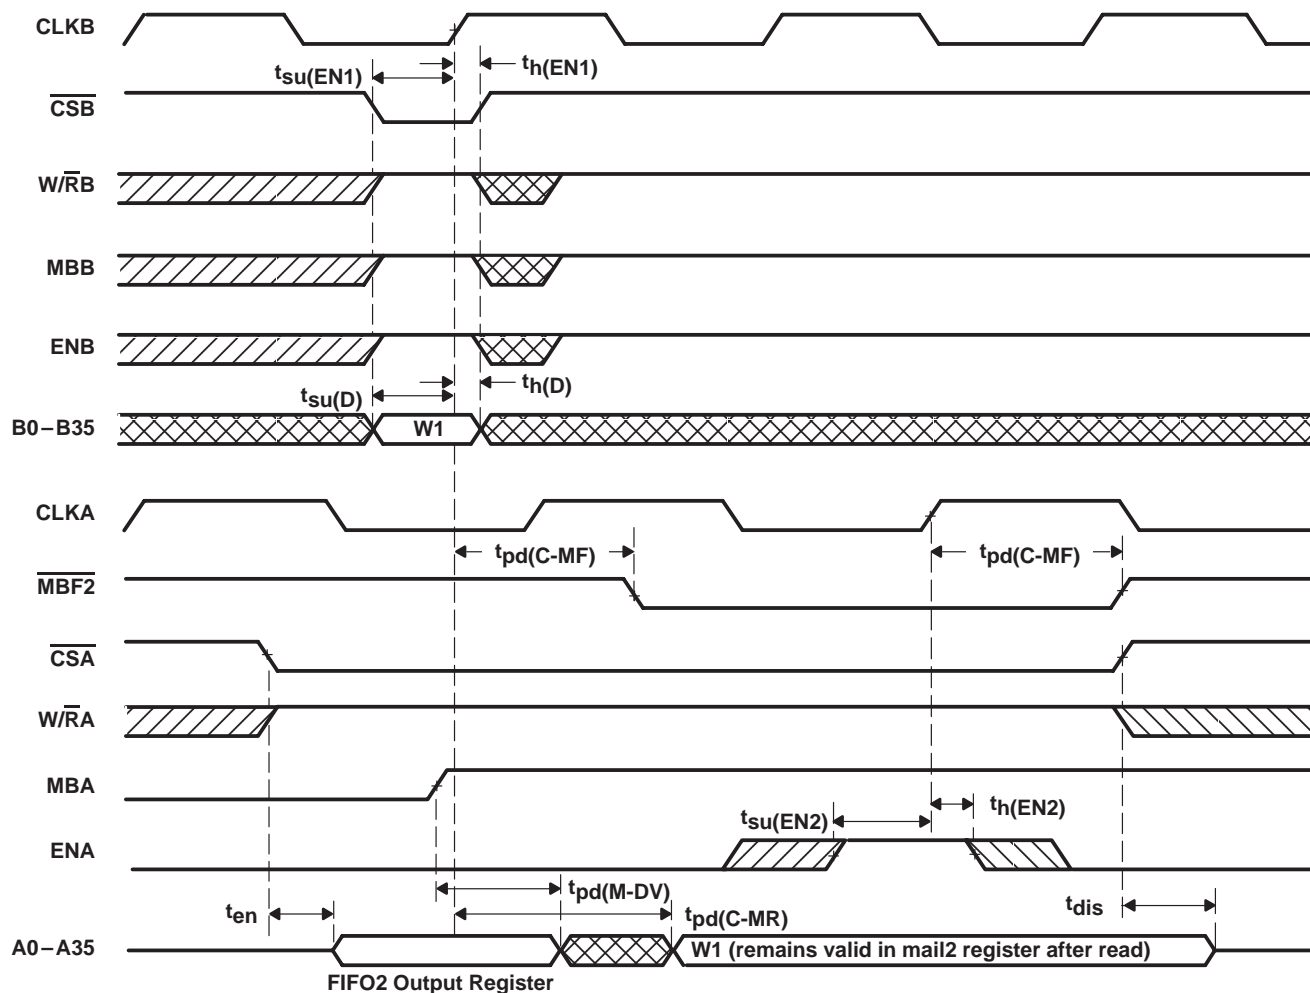 CLKB
tsu(EN1)
th(EN1)
CSB
W/RB
MBB
ENB
tsu(D)
th(D)
B0–B35
W1
CLKA
tpd(C-MF)
tpd(C-MF)
MBF2
CSA
W/RA
MBA
tsu(EN2)
th(EN2)
ENA
tpd(M-DV)
ten
tpd(C-MR)
tdis
A0–A35
W1 (remains valid in mail2 register after read)
FIFO2 Output Register